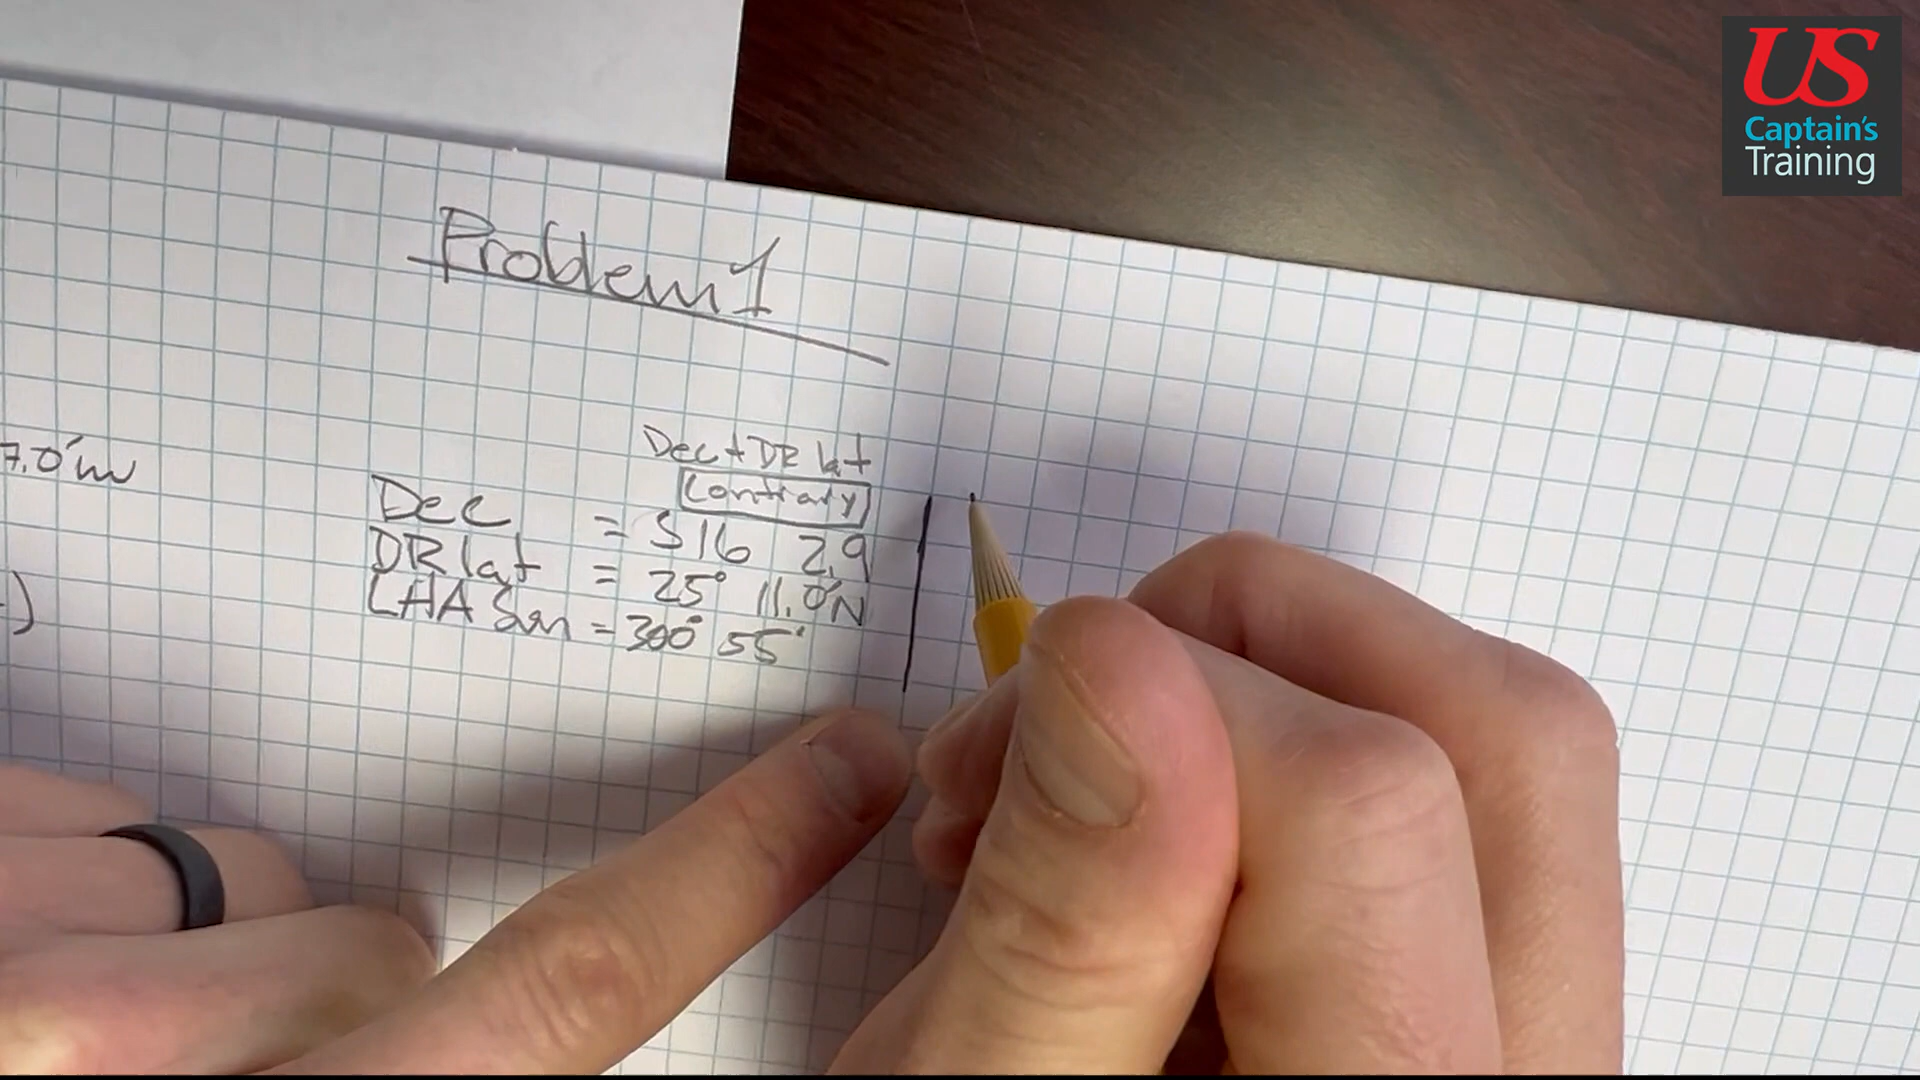 US
Captain's
Training
Problem 1
7.0' m
Dec + DR lat
Contrary
Dec = S16 2.9
DR lat = 25° 11.0'N
LHA Sun = 300° 55'
)